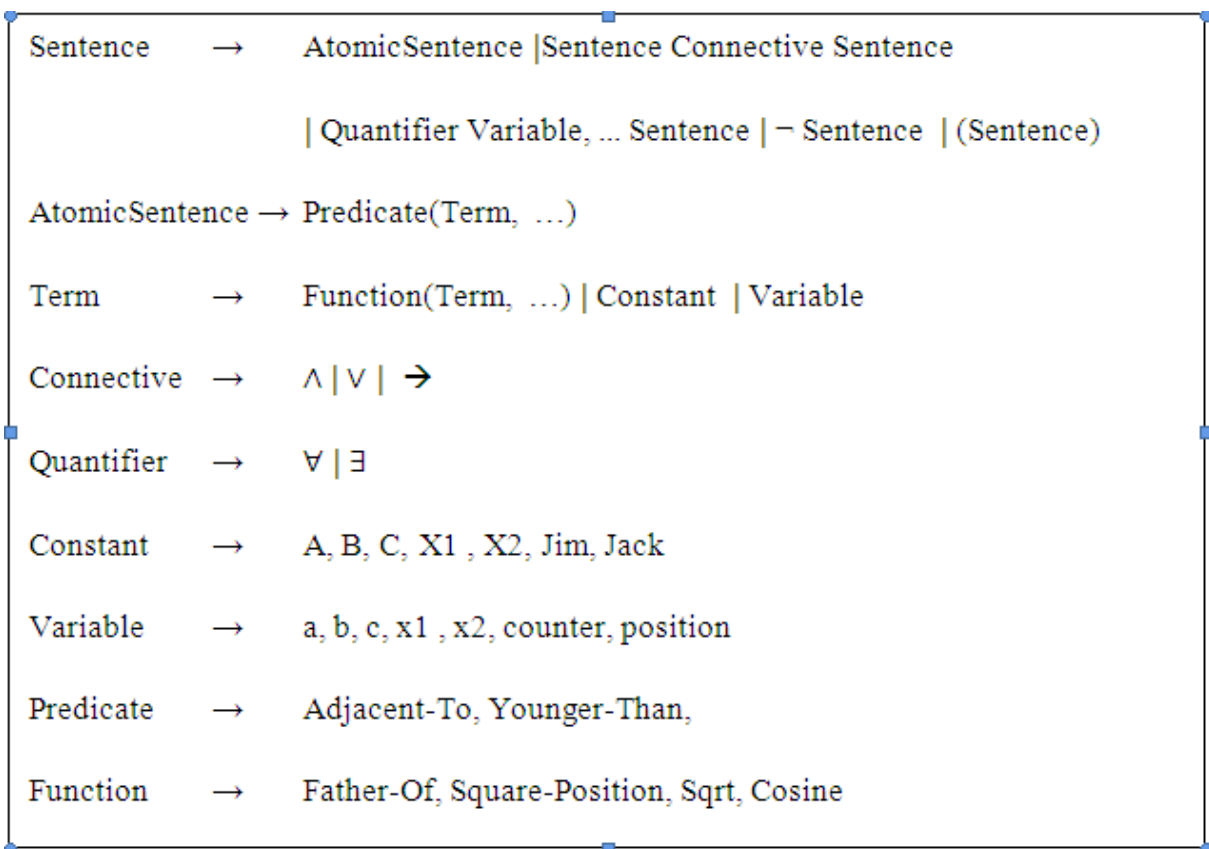 Sentence → AtomicSentence |Sentence Connective Sentence
| Quantifier Variable, ... Sentence | ¬ Sentence | (Sentence)
AtomicSentence → Predicate(Term, ...)
Term → Function(Term, ...) | Constant | Variable
Connective → ∧ | ∨ | →
Quantifier → ∀ | ∃
Constant → A, B, C, X1 , X2, Jim, Jack
Variable → a, b, c, x1 , x2, counter, position
Predicate → Adjacent-To, Younger-Than,
Function → Father-Of, Square-Position, Sqrt, Cosine